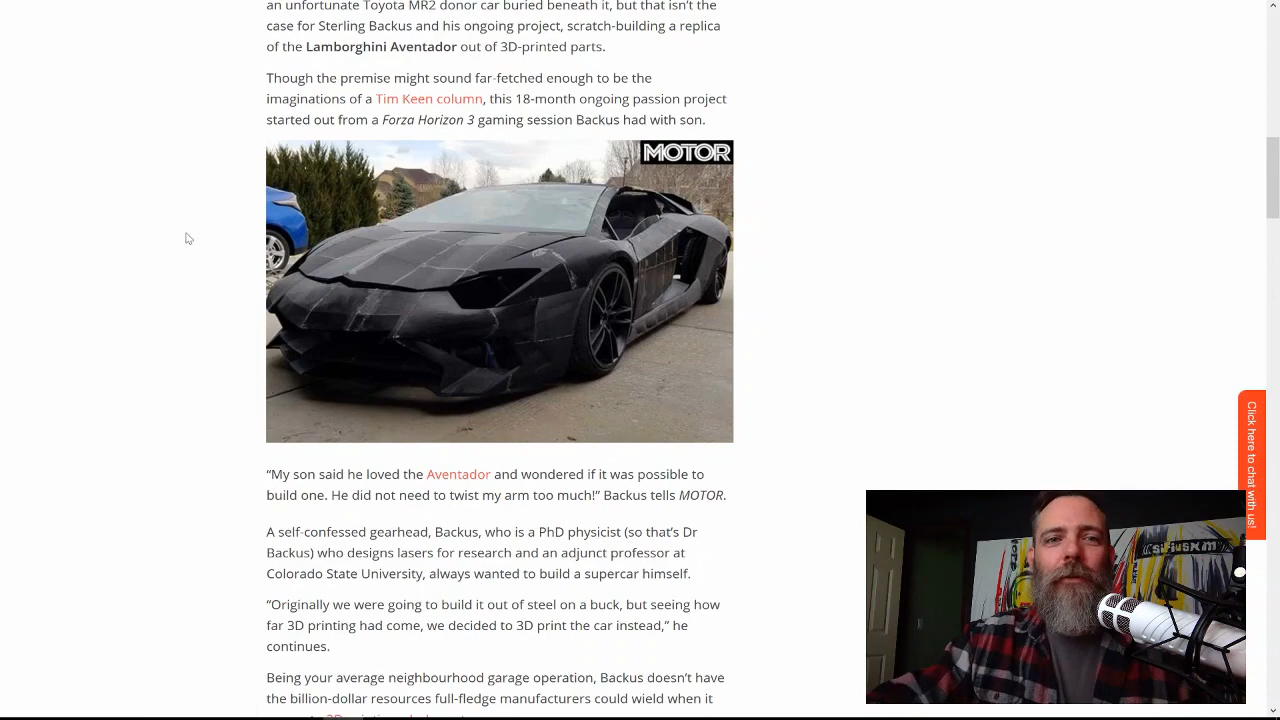 an unfortunate Toyota MR2 donor car buried beneath it, but that isn't the
case for Sterling Backus and his ongoing project, scratch-building a replica
of the Lamborghini Aventador out of 3D-printed parts.
Though the premise might sound far-fetched enough to be the
imaginations of a Tim Keen column, this 18-month ongoing passion project
started out from a Forza Horizon 3 gaming session Backus had with son.
MOTOR
“My son said he loved the Aventador and wondered if it was possible to
build one. He did not need to twist my arm too much!” Backus tells MOTOR.
A self-confessed gearhead, Backus, who is a PhD physicist (so that’s Dr
Backus) who designs lasers for research and an adjunct professor at
Colorado State University, always wanted to build a supercar himself.
“Originally we were going to build it out of steel on a buck, but seeing how
far 3D printing had come, we decided to 3D print the car instead,” he
continues.
Being your average neighbourhood garage operation, Backus doesn’t have
the billion-dollar resources full-fledge manufacturers could wield when it
Click here to chat with us!
siriusxm